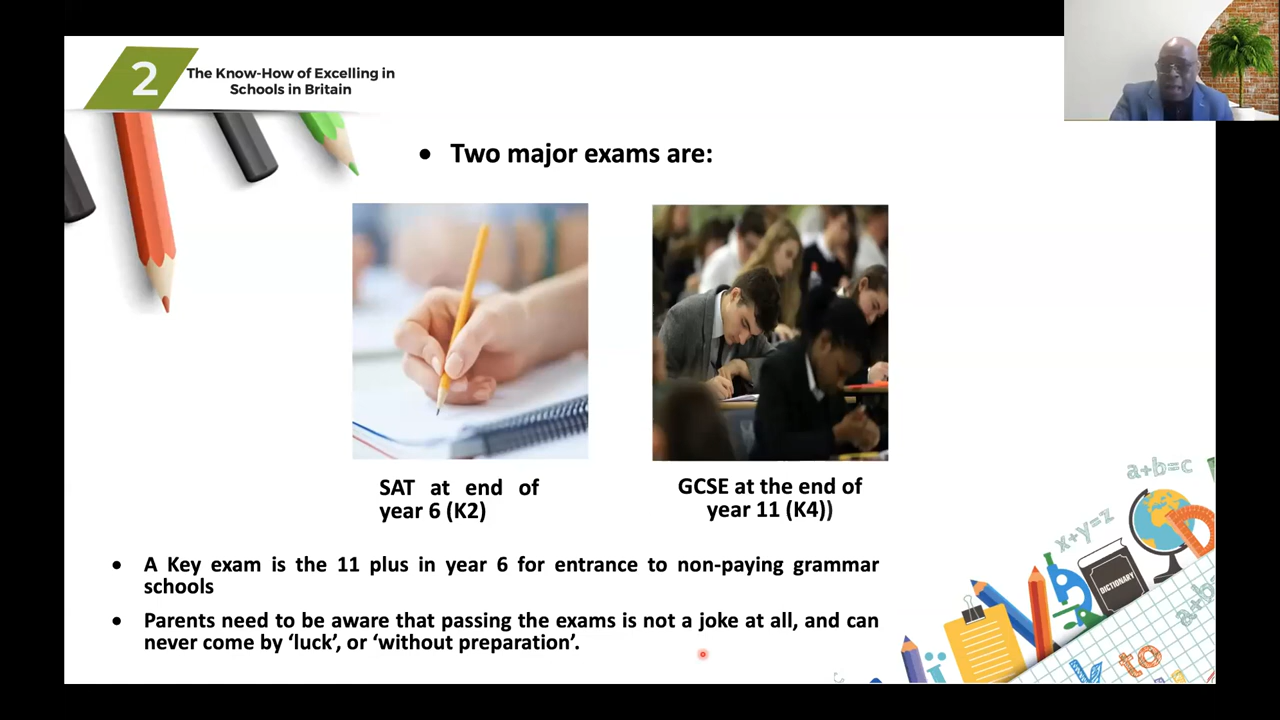 2
The Know-How of Excelling in
Schools in Britain
• Two major exams are:
SAT at end of
year 6 (K2)
GCSE at the end of
year 11 (K4))
• A Key exam is the 11 plus in year 6 for entrance to non-paying grammar
schools
• Parents need to be aware that passing the exams is not a joke at all, and can
never come by ‘luck’, or ‘without preparation’.
a+b=c
x+y=z
DICTIONARY
a+b
to